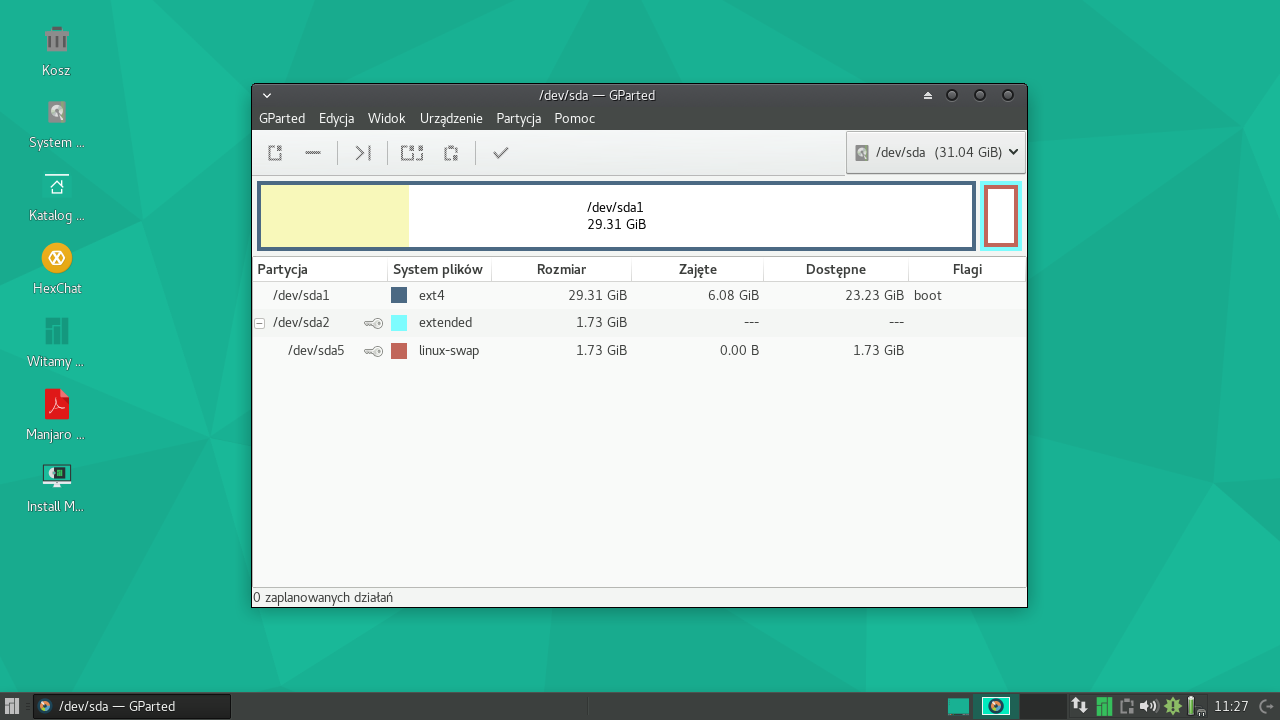 Kosz
System ...
Katalog ...
HexChat
Witamy ...
Manjaro ...
Install M...
/dev/sda — GParted
GParted Edycja Widok Urządzenie Partycja Pomoc
/dev/sda (31.04 GiB)
/dev/sda1
29.31 GiB
Partycja System plików Rozmiar Zajęte Dostępne Flagi
/dev/sda1 ext4 29.31 GiB 6.08 GiB 23.23 GiB boot
/dev/sda2 extended 1.73 GiB --- ---
/dev/sda5 linux-swap 1.73 GiB 0.00 B 1.73 GiB
0 zaplanowanych działań
/dev/sda — GParted
11:27